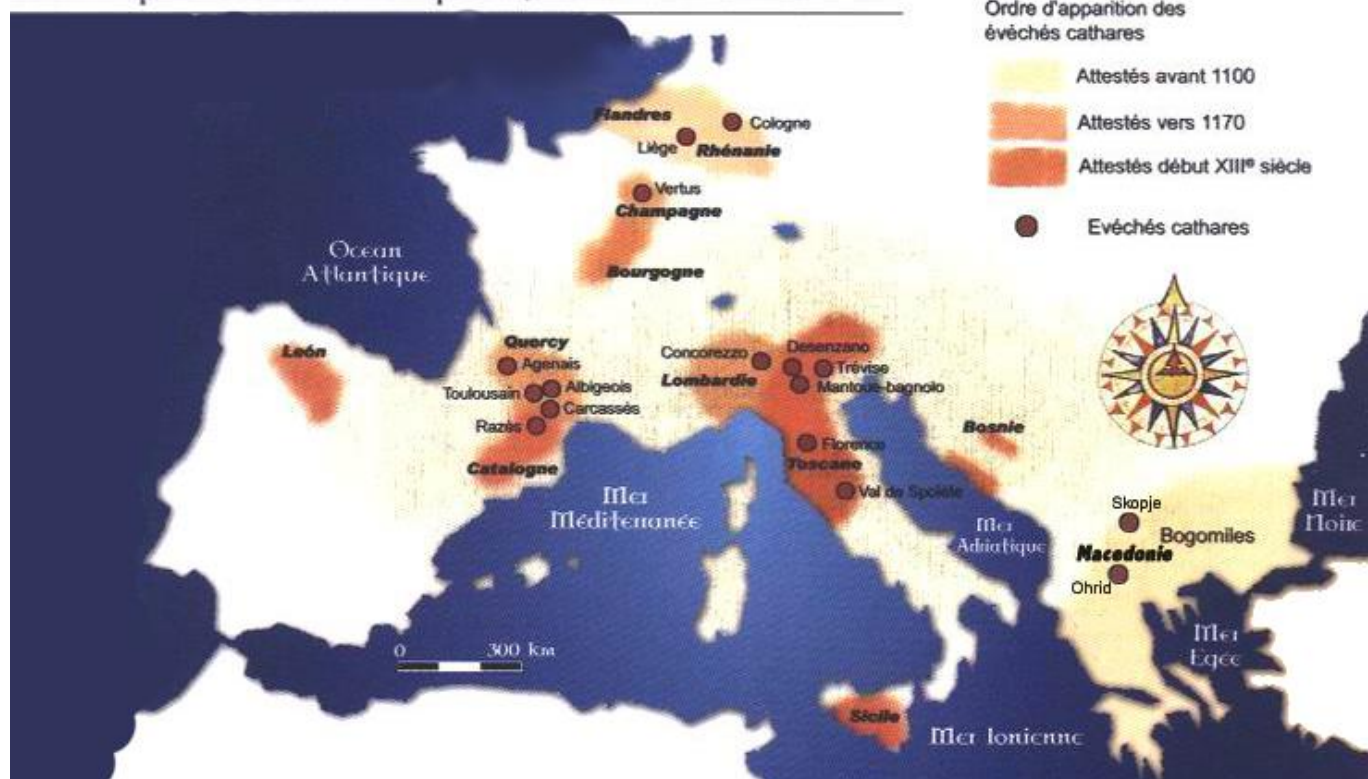 Ordre d'apparition des
évéchés cathares
Attestés avant 1100
Attestés vers 1170
Attestés début XIIIe siècle
Evéchés cathares
Flandres
Cologne
Liège
Rhénanie
Vertus
Champagne
Bourgogne
Ocean
Atlantique
León
Quercy
Agenais
Toulousain
Albigeois
Carcassés
Razès
Catalogne
Concorezzo
Desenzano
Lombardie
Trévise
Mantoue-bagnolo
Florence
Toscane
Val de Spolète
Bosnie
Mer
Méditerranée
Mer
Adriatique
Skopje
Bogomiles
Macedonie
Ohrid
Mer
Noire
Mer
Egée
0 300 km
Sicile
Mer Ionienne